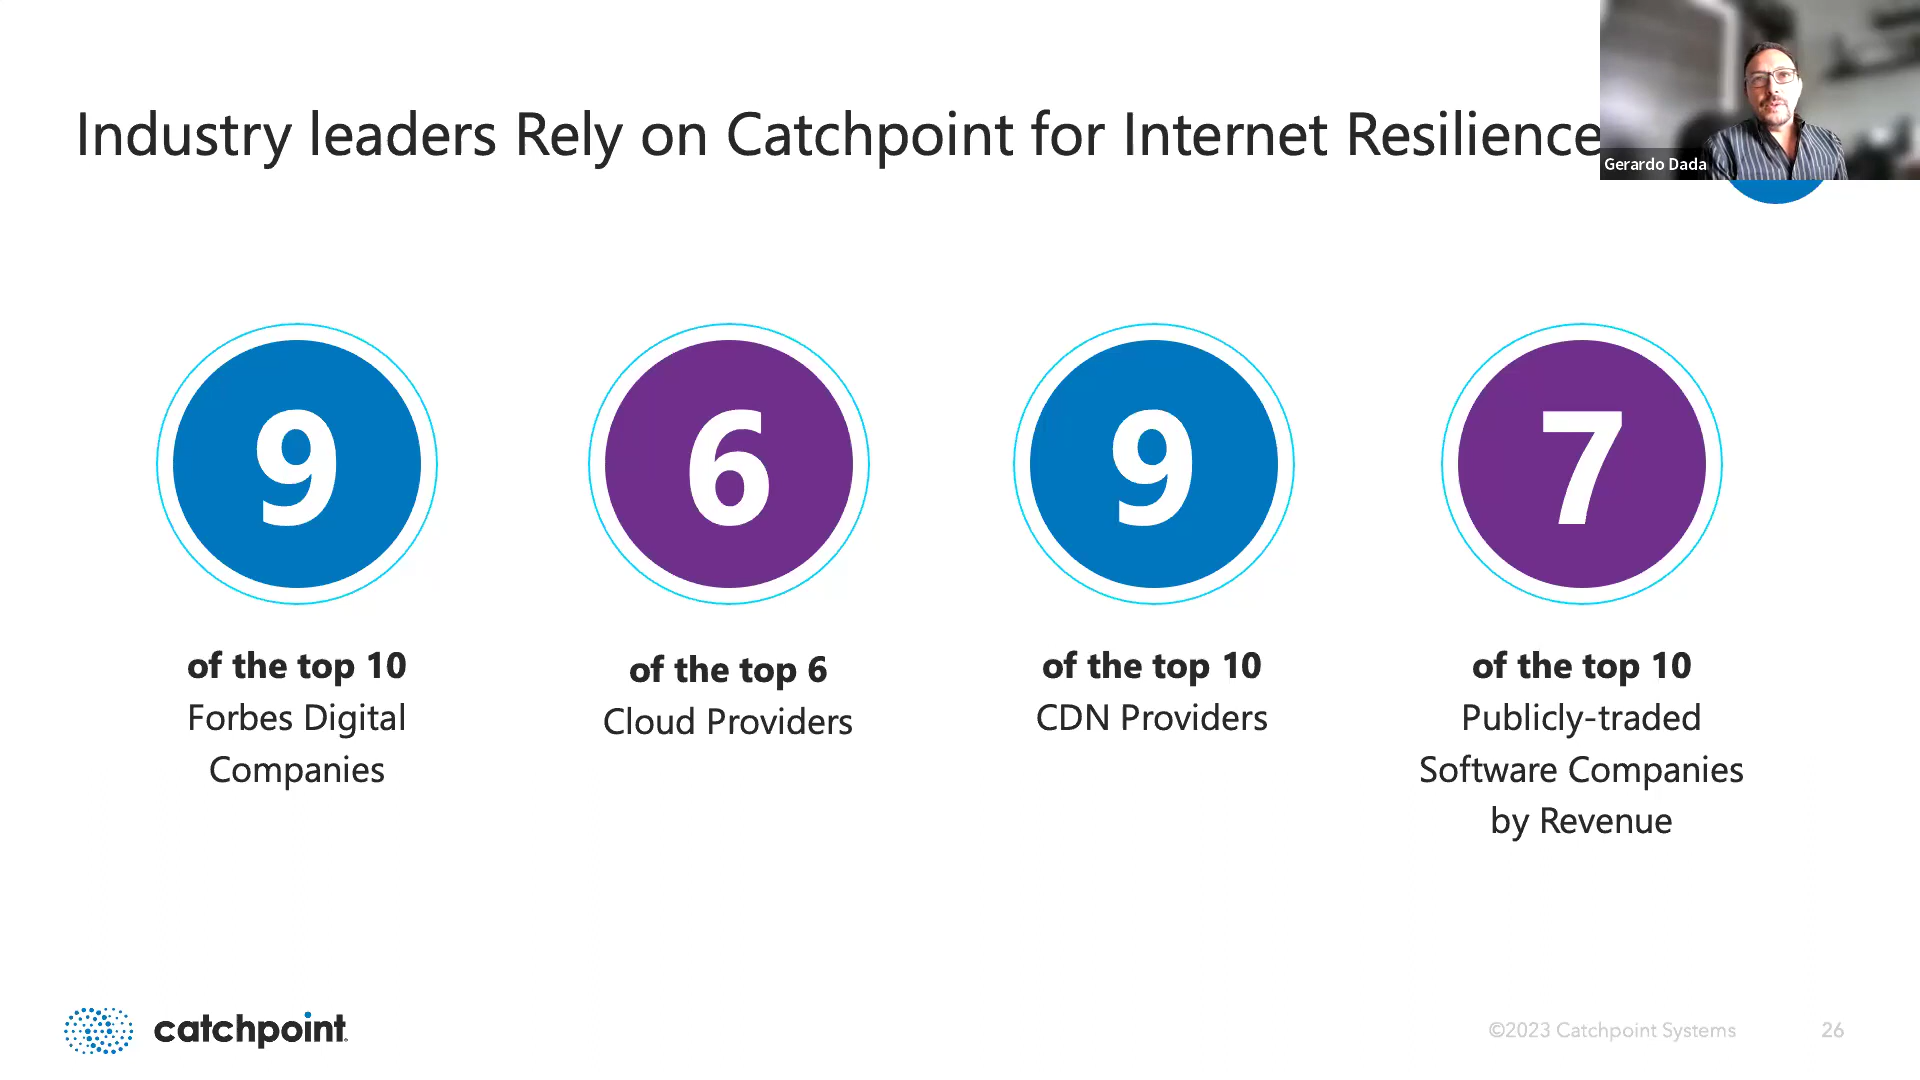 Industry leaders Rely on Catchpoint for Internet Resilience
Gerardo Dada
9
of the top 10
Forbes Digital
Companies
6
of the top 6
Cloud Providers
9
of the top 10
CDN Providers
7
of the top 10
Publicly-traded
Software Companies
by Revenue
catchpoint.
©2023 Catchpoint Systems
26